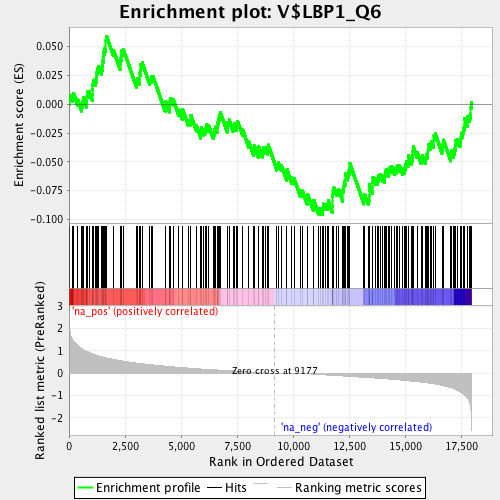 Enrichment plot: V$LBP1_Q6
Enrichment score (ES)
0.050
0.025
0.000
-0.025
-0.050
-0.075
-0.100
'na_pos' (positively correlated)
Ranked list metric (PreRanked)
3
2
1
0
-1
-2
Zero cross at 9177
'na_neg' (negatively correlated)
0
2,500
5,000
7,500
10,000
12,500
15,000
17,500
Rank in Ordered Dataset
Enrichment profile
Hits
Ranking metric scores